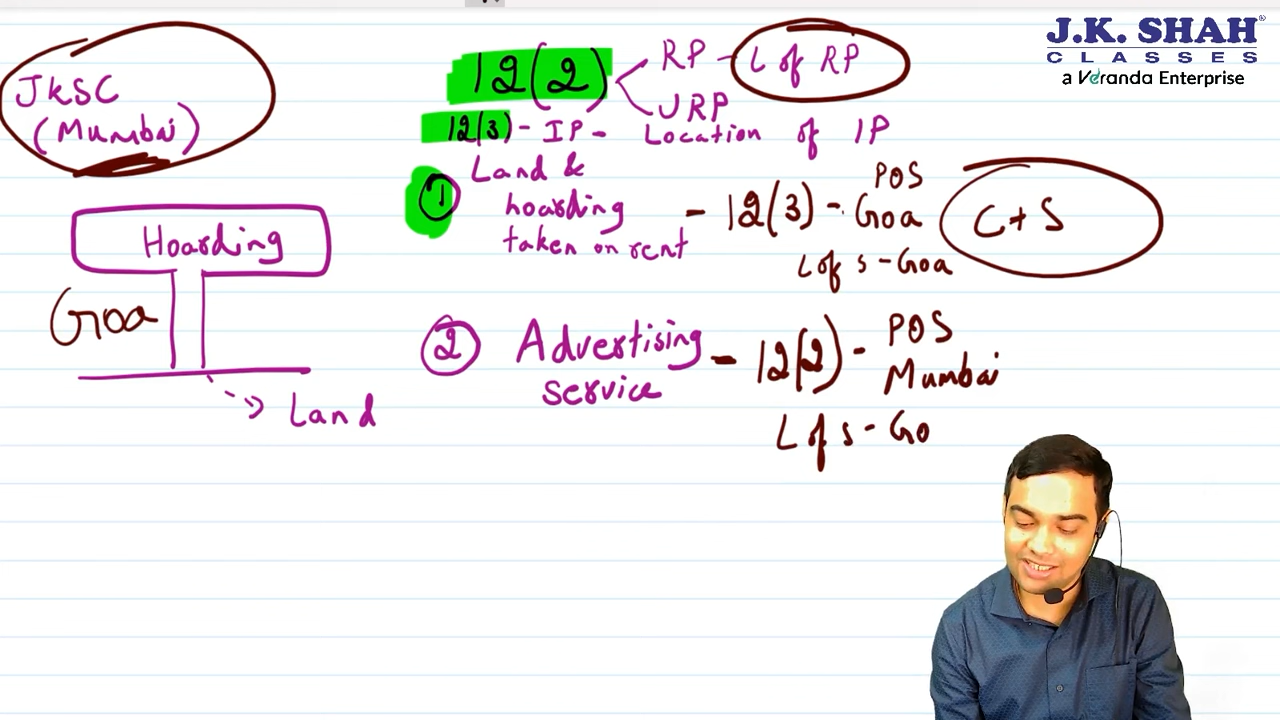 J.K. SHAH®
CLASSES
a Veranda Enterprise
JKSC
(Mumbai)
12(2) RP - L of RP
URP
12(3) - IP - Location of IP
① Land &
hoarding
taken on rent
- 12(3) - POS
Goa
L of s - Goa
C + S
Hoarding
Goa
Land
② Advertising
service
- 12(2) - POS
Mumbai
L of s - Go